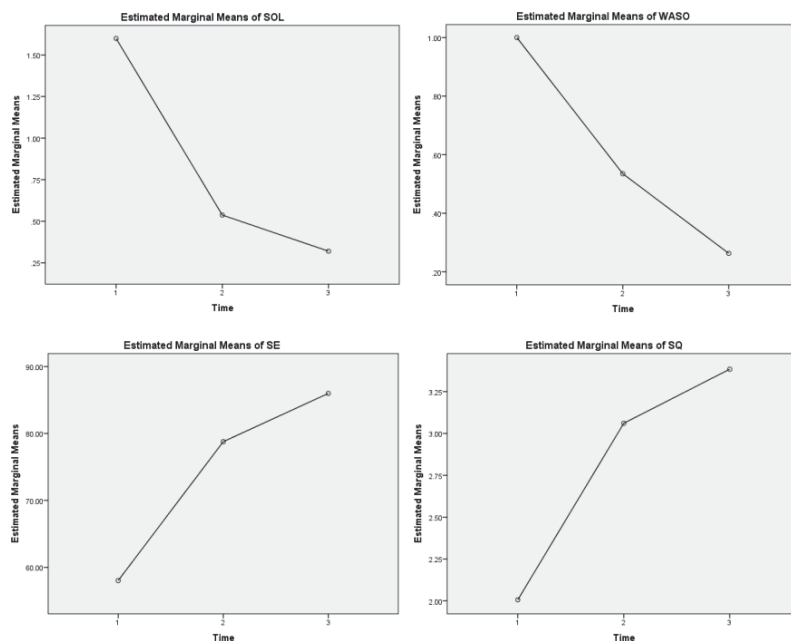 Estimated Marginal Means of SOL
Estimated Marginal Means
1.50
1.25
1.00
.75
.50
.25
1 2 3
Time
Estimated Marginal Means of WASO
Estimated Marginal Means
1.00
.80
.60
.40
.20
1 2 3
Time
Estimated Marginal Means of SE
Estimated Marginal Means
90.00
80.00
70.00
60.00
1 2 3
Time
Estimated Marginal Means of SQ
Estimated Marginal Means
3.25
3.00
2.75
2.50
2.25
2.00
1 2 3
Time